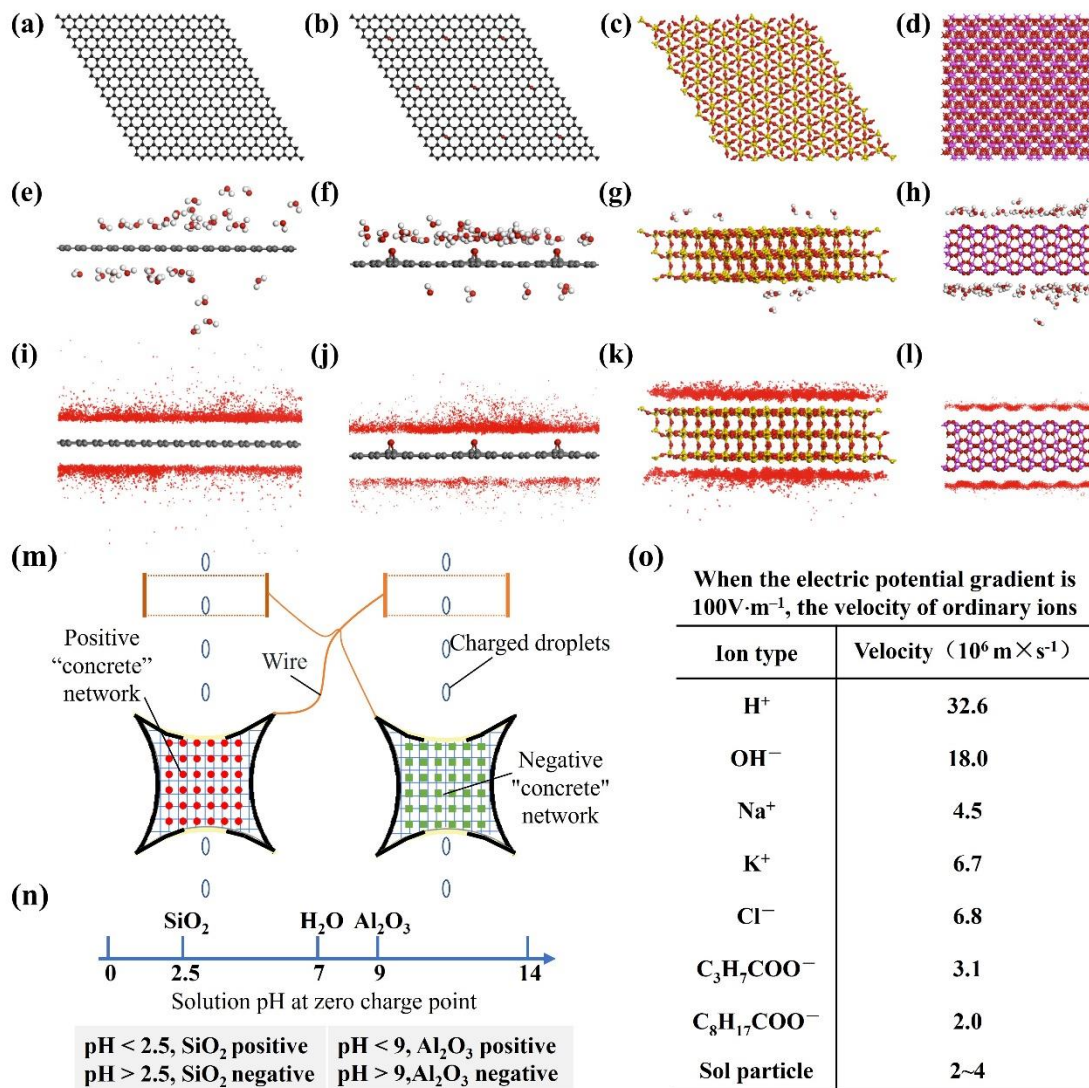 (a)
(b)
(c)
(d)
(e)
(f)
(g)
(h)
(i)
(j)
(k)
(l)
(m)
Positive
“concrete”
network
Wire
Charged droplets
Negative
"concrete"
network
(n)
SiO₂
H₂O
Al₂O₃
0
2.5
7
9
14
Solution pH at zero charge point
pH < 2.5, SiO₂ positive
pH > 2.5, SiO₂ negative
pH < 9, Al₂O₃ positive
pH > 9,Al₂O₃ negative
(o)
When the electric potential gradient is
100V·m⁻¹, the velocity of ordinary ions
Ion type Velocity（10⁶ m×s⁻¹）
H⁺ 32.6
OH⁻ 18.0
Na⁺ 4.5
K⁺ 6.7
Cl⁻ 6.8
C₃H₇COO⁻ 3.1
C₈H₁₇COO⁻ 2.0
Sol particle 2~4